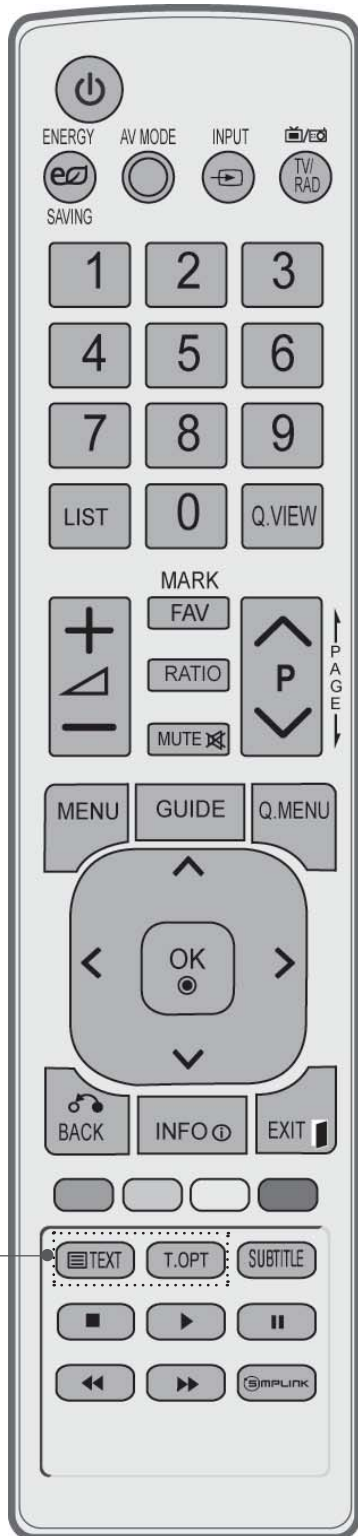 ENERGY AV MODE INPUT
TV/
RAD
SAVING
1 2 3
4 5 6
7 8 9
LIST 0 Q.VIEW
MARK
FAV
RATIO
P
PAGE
MUTE
MENU GUIDE Q.MENU
OK
BACK INFO EXIT
TEXT T.OPT SUBTITLE
SIMPLINK